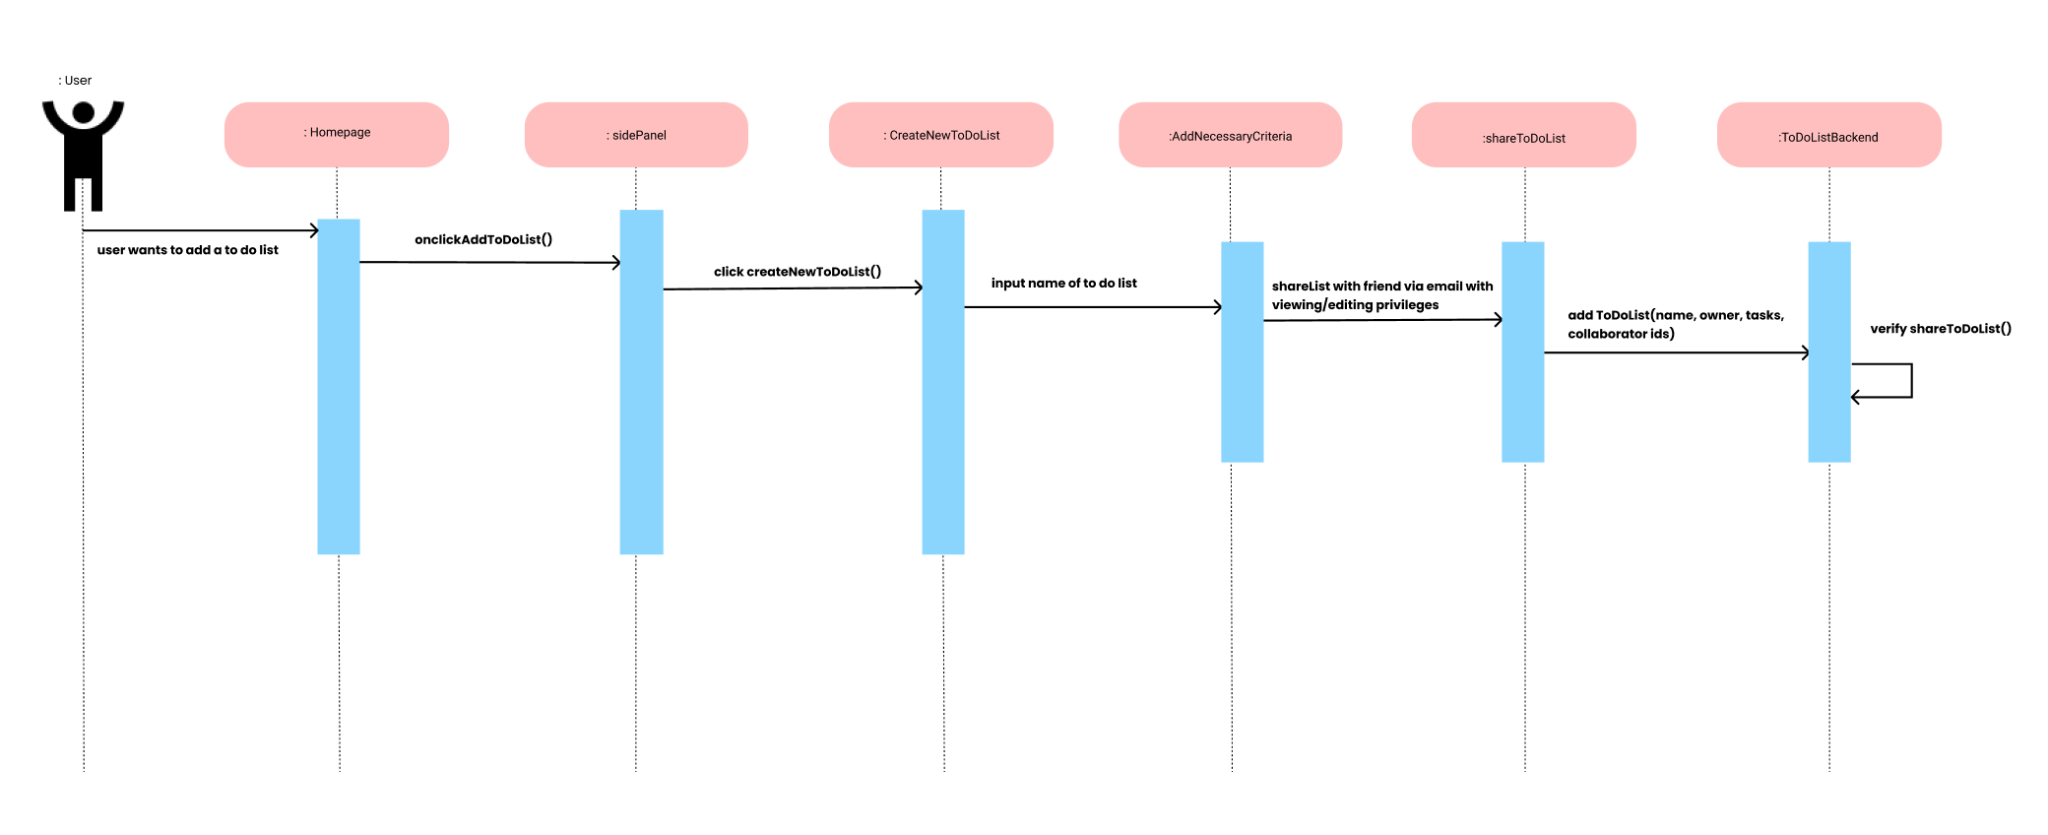 : User
: Homepage
: sidePanel
: CreateNewToDoList
:AddNecessaryCriteria
:shareToDoList
:ToDoListBackend
user wants to add a to do list
onclickAddToDoList()
click createNewToDoList()
input name of to do list
shareList with friend via email with
viewing/editing privileges
add ToDoList(name, owner, tasks,
collaborator ids)
verify shareToDoList()